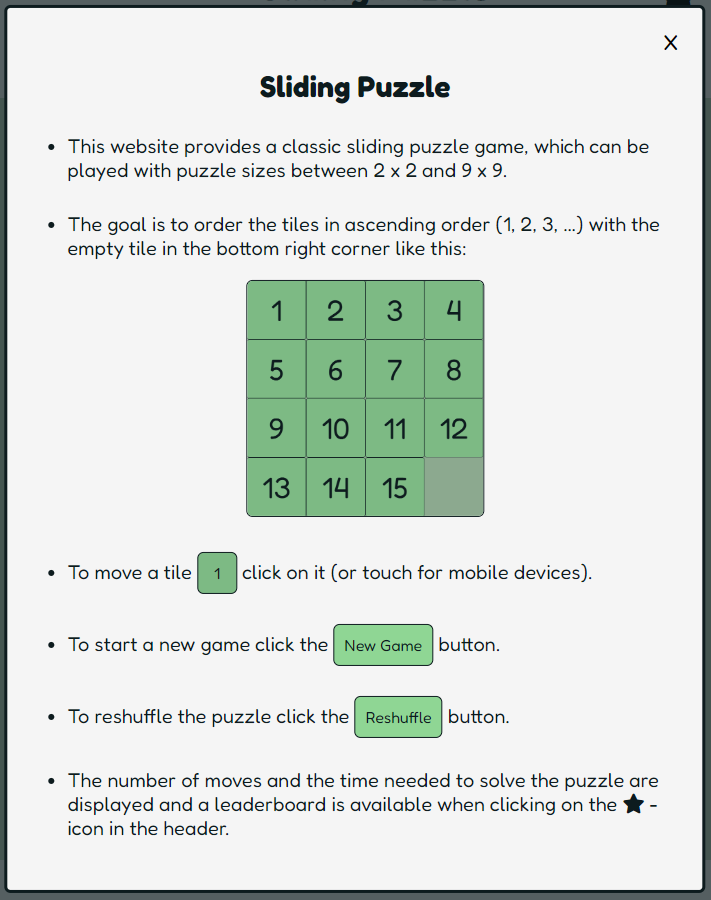 X
Sliding Puzzle
• This website provides a classic sliding puzzle game, which can be
played with puzzle sizes between 2 x 2 and 9 x 9.
• The goal is to order the tiles in ascending order (1, 2, 3, ...) with the
empty tile in the bottom right corner like this:
1 2 3 4
5 6 7 8
9 10 11 12
13 14 15
• To move a tile 1 click on it (or touch for mobile devices).
• To start a new game click the New Game button.
• To reshuffle the puzzle click the Reshuffle button.
• The number of moves and the time needed to solve the puzzle are
displayed and a leaderboard is available when clicking on the ★ -
icon in the header.